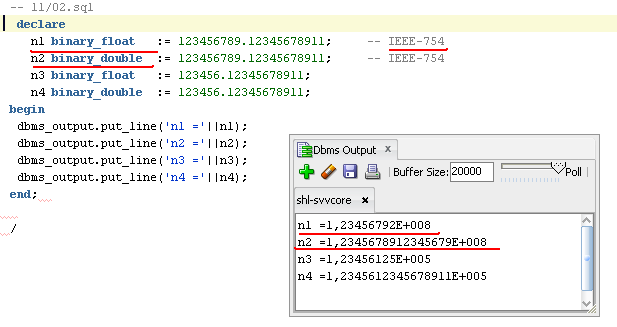 -- 11/02.sql
declare
n1 binary_float := 123456789.12345678911; -- IEEE-754
n2 binary_double := 123456789.12345678911; -- IEEE-754
n3 binary_float := 123456.12345678911;
n4 binary_double := 123456.12345678911;
begin
dbms_output.put_line('n1 ='||n1);
dbms_output.put_line('n2 ='||n2);
dbms_output.put_line('n3 ='||n3);
dbms_output.put_line('n4 ='||n4);
end;
/
Dbms Output x
Buffer Size: 20000 Poll
shl-svvcore x
n1 =1,23456792E+008
n2 =1,2345678912345679E+008
n3 =1,23456125E+005
n4 =1,2345612345678911E+005